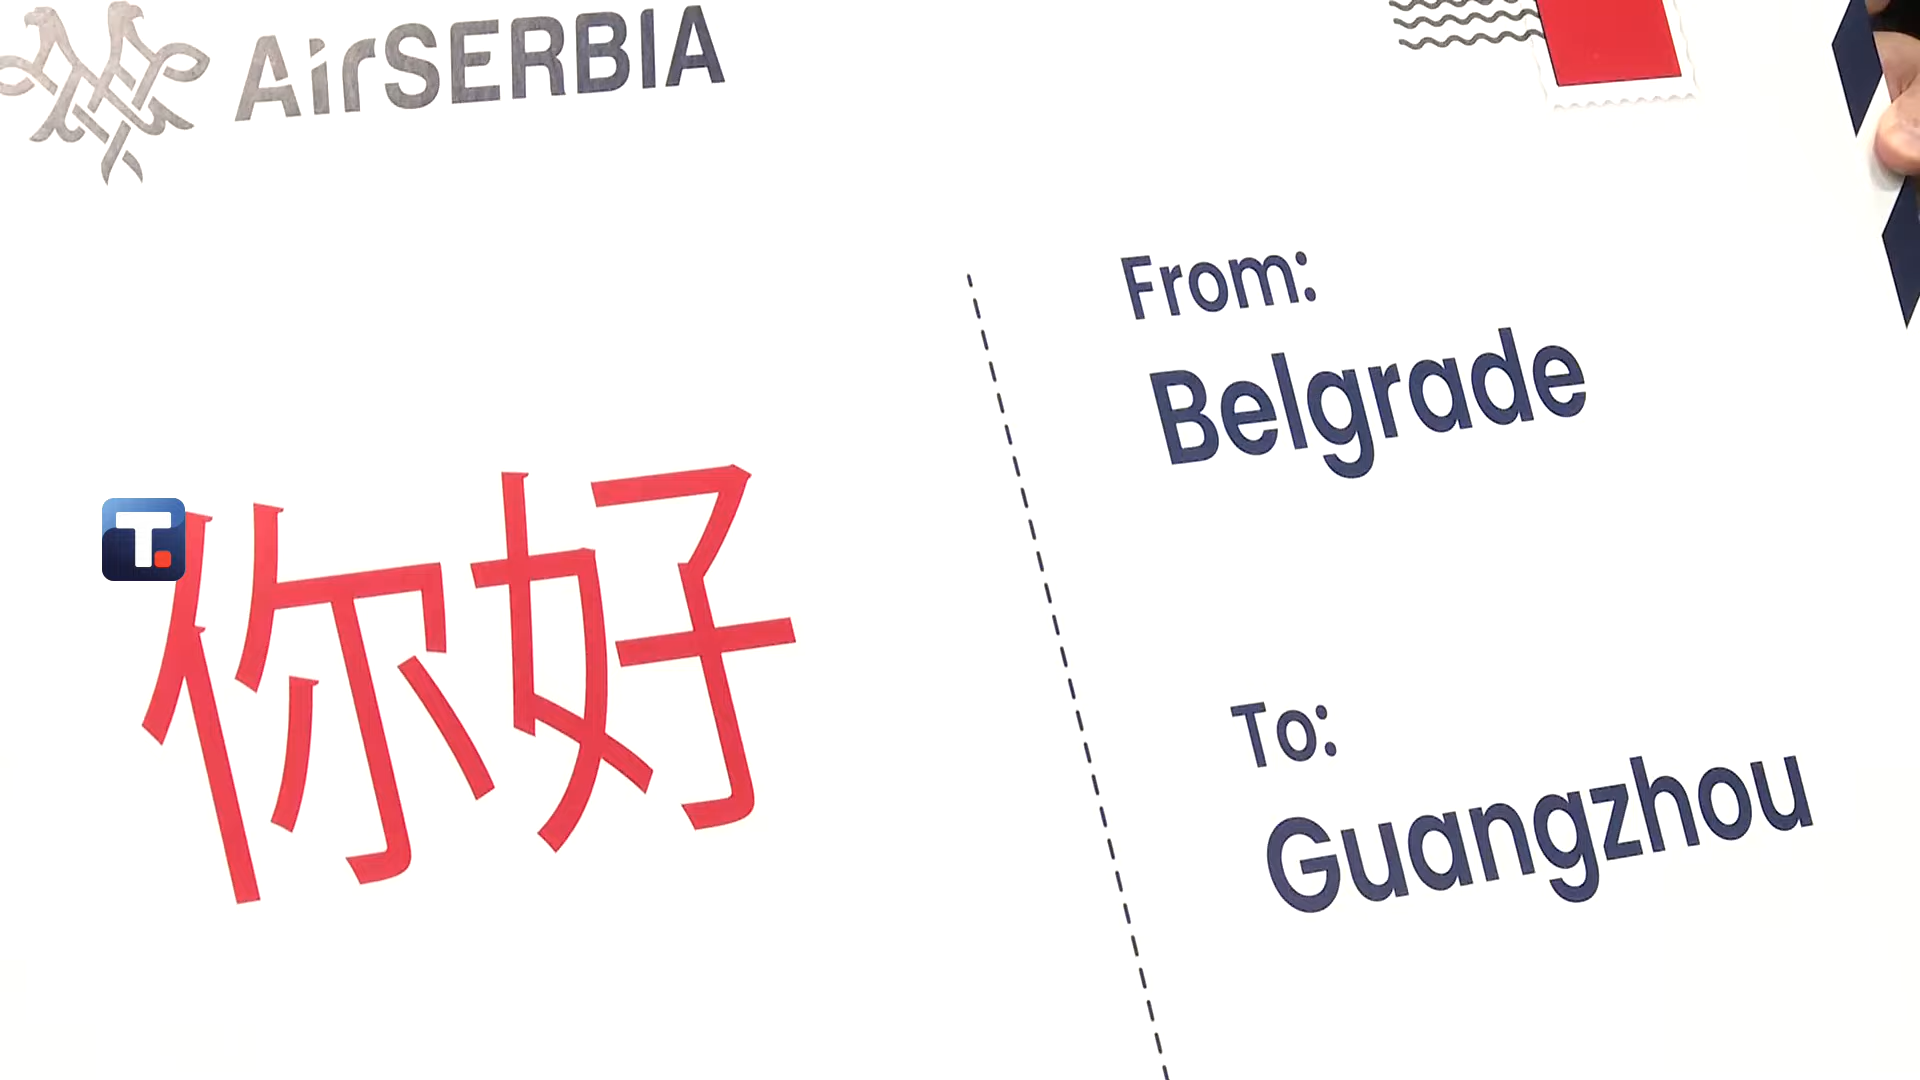 AirSERBIA
你好
From:
Belgrade
To:
Guangzhou
T.